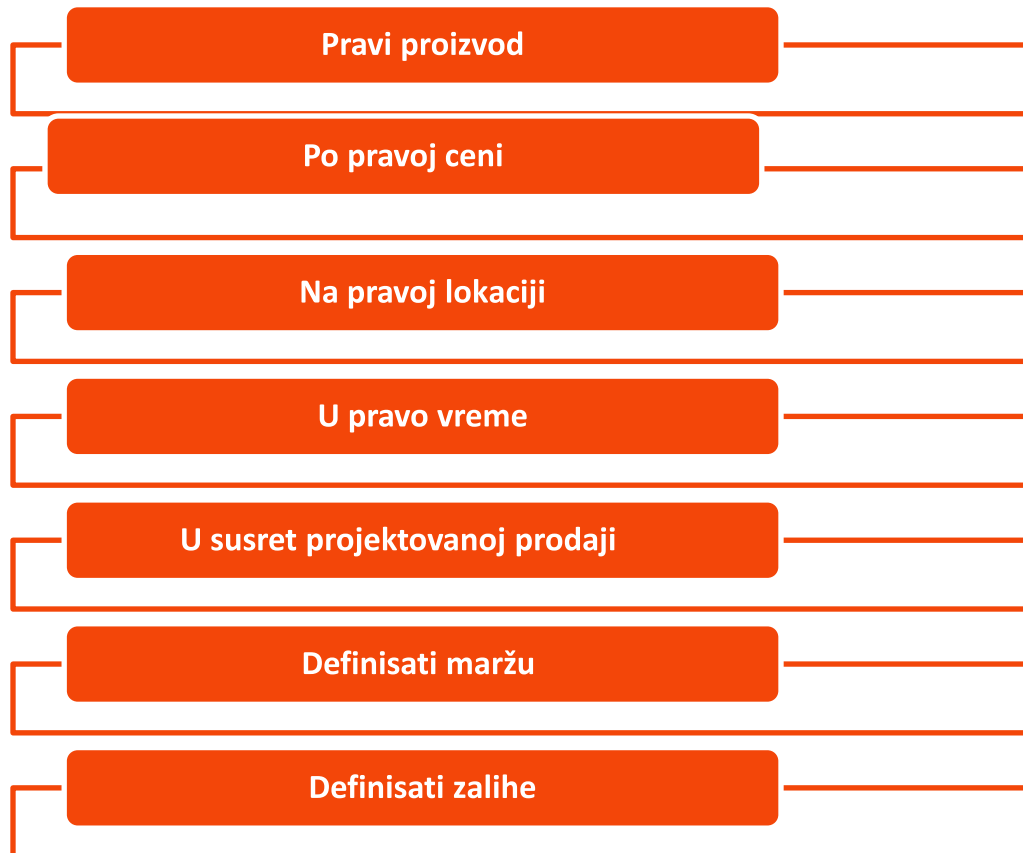 Pravi proizvod
Po pravoj ceni
Na pravoj lokaciji
U pravo vreme
U susret projektovanoj prodaji
Definisati maržu
Definisati zalihe